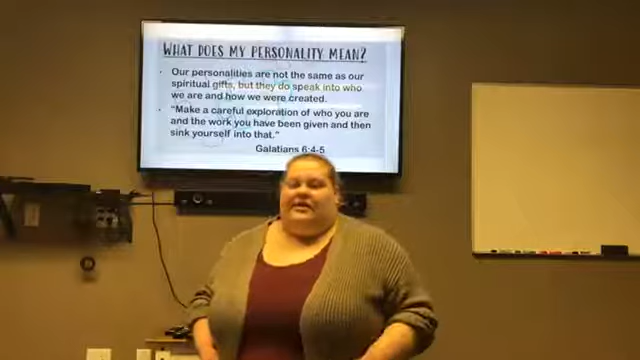 WHAT DOES MY PERSONALITY MEAN?
• Our personalities are not the same as our
spiritual gifts, but they do speak into who
we are and how we were created.
• "Make a careful exploration of who you are
and the work you have been given and then
sink yourself into that."
Galatians 6:4-5